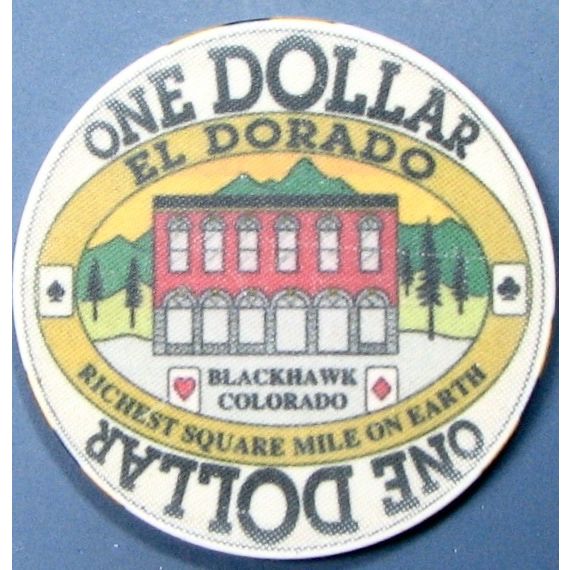 ONE DOLLAR
EL DORADO
BLACKHAWK
COLORADO
RICHEST SQUARE MILE ON EARTH
ONE DOLLAR